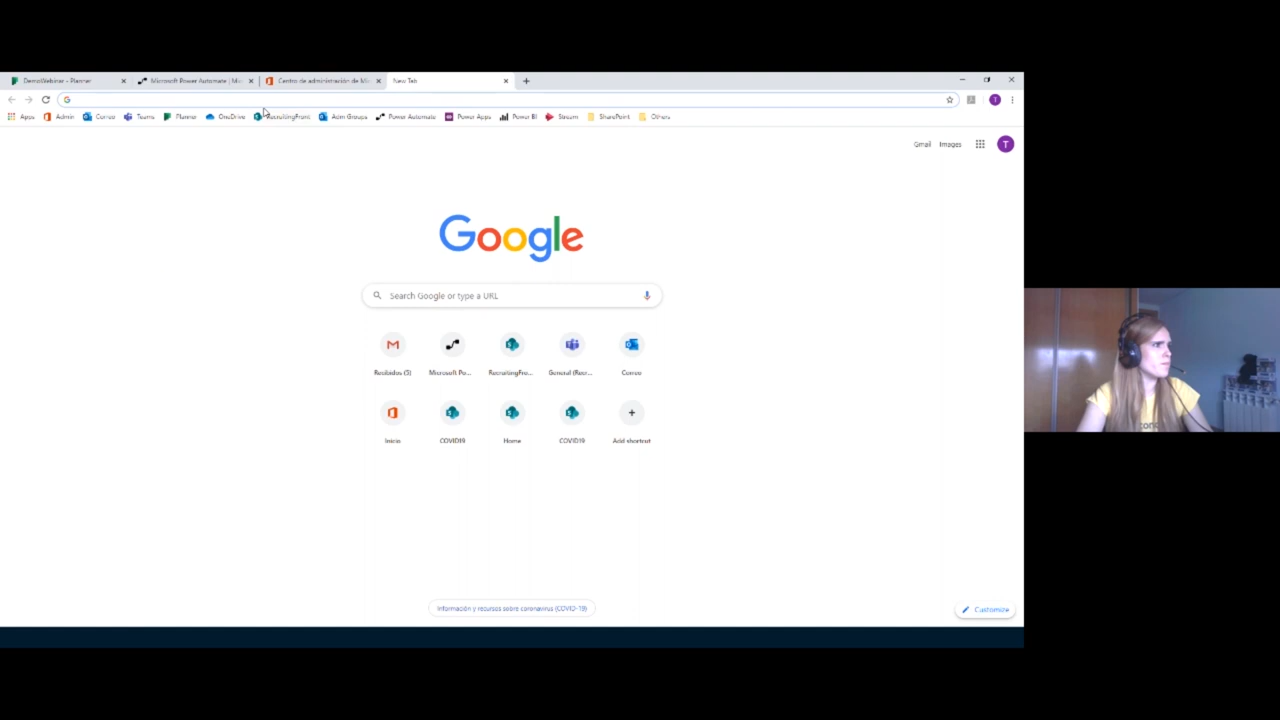 DemoWebinar - Planner
Microsoft Power Automate | Mic
Centro de administración de Mic
New Tab
Apps
Admin
Correo
Teams
Planner
OneDrive
RecruitingFront
Adm Groups
Power Automate
Power Apps
Power BI
Stream
SharePoint
Others
Gmail
Images
T
Google
Search Google or type a URL
Recibidos (5)
Microsoft Po...
RecruitingFro...
General (Recr...
Correo
Inicio
COVID19
Home
COVID19
Add shortcut
Información y recursos sobre coronavirus (COVID-19)
Customize